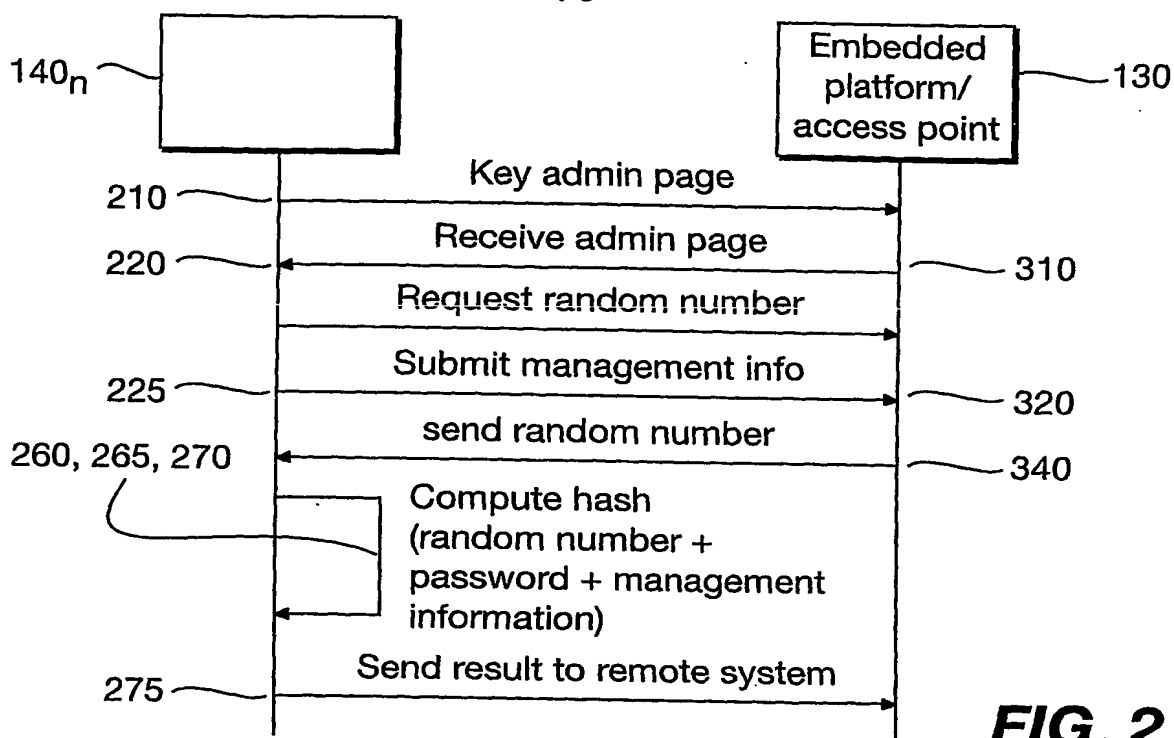 140n
Embedded
platform/
access point
130
Key admin page
210
Receive admin page
220
310
Request random number
Submit management info
225
320
send random number
260, 265, 270
340
Compute hash
(random number +
password + management
information)
Send result to remote system
275
FIG. 2